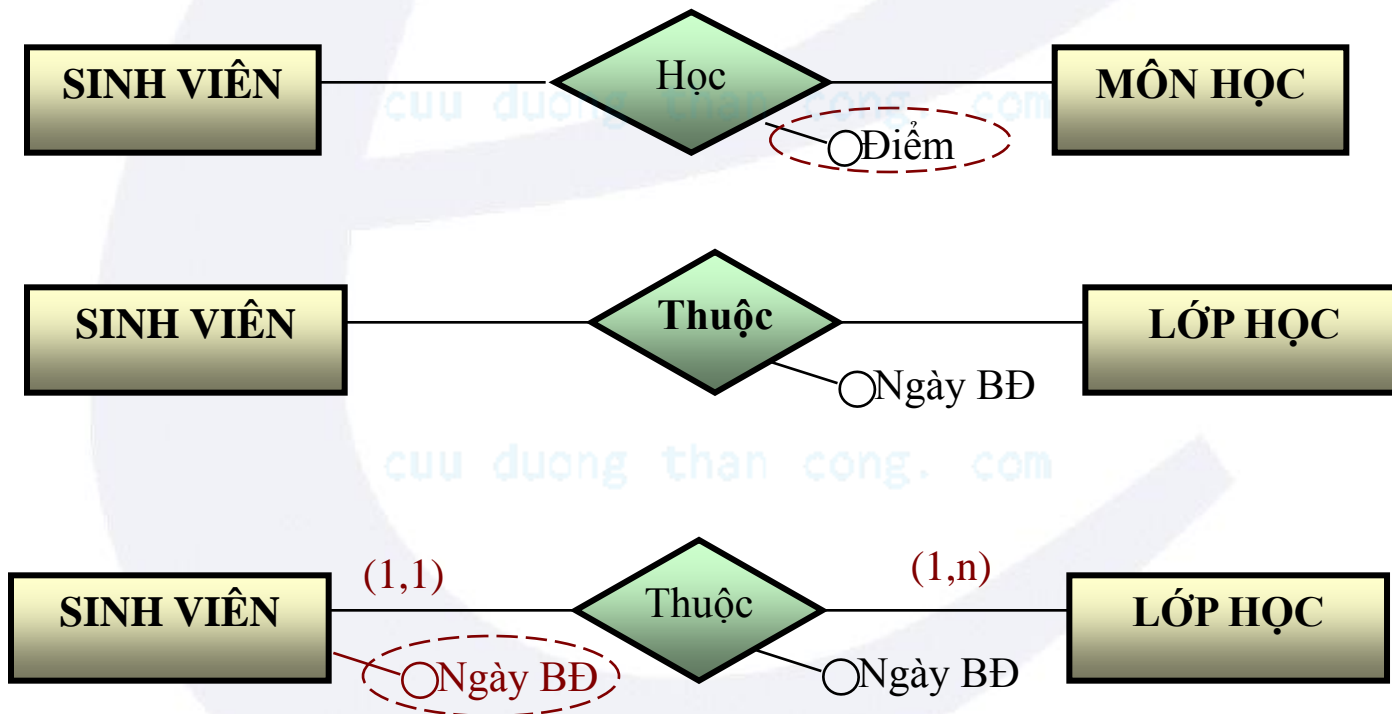 SINH VIÊN
Học
MÔN HỌC
cuu duong than cong. com
Điểm
SINH VIÊN
Thuộc
LỚP HỌC
Ngày BĐ
cuu duong than cong. com
(1,1)
(1,n)
SINH VIÊN
Thuộc
LỚP HỌC
Ngày BĐ
Ngày BĐ